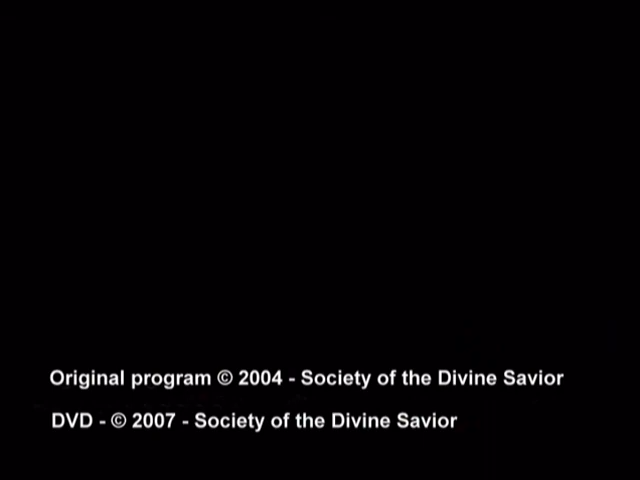 Original program © 2004 - Society of the Divine Savior
DVD - © 2007 - Society of the Divine Savior